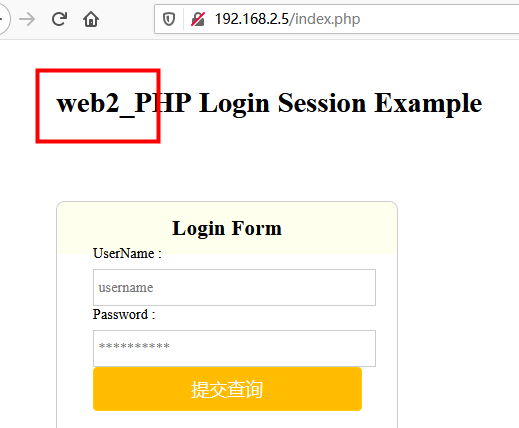 192.168.2.5/index.php
web2_PHP Login Session Example
Login Form
UserName :
username
Password :
**********
提交查询